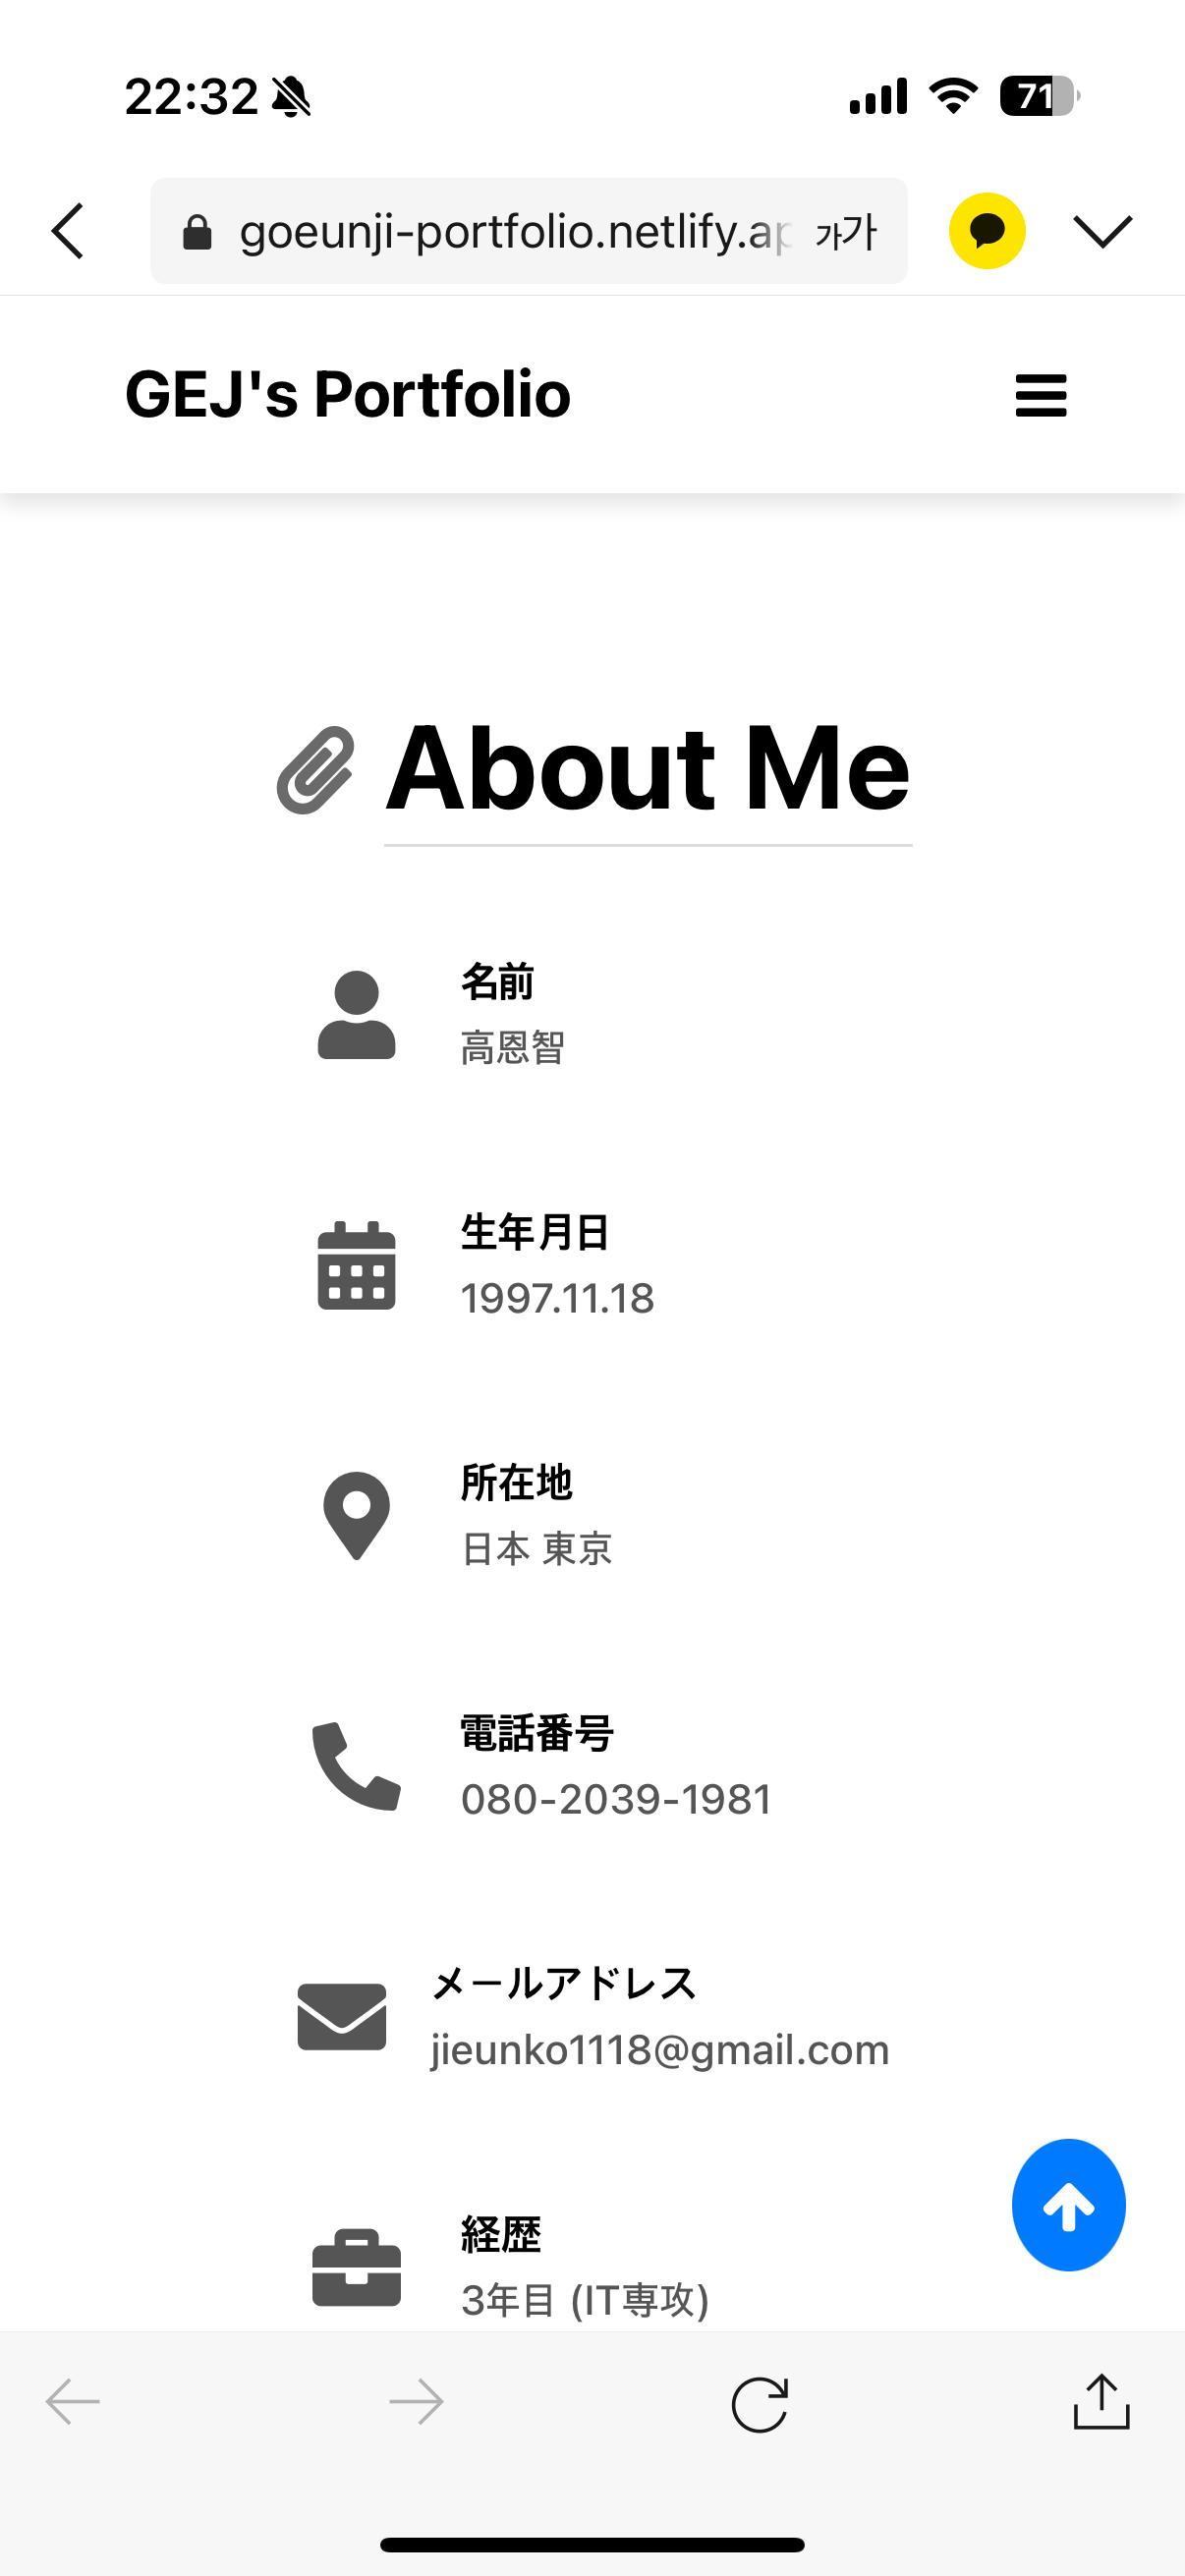 22:32
71
goeunji-portfolio.netlify.ap
가가
GEJ's Portfolio
About Me
名前
高恩智
生年月日
1997.11.18
所在地
日本 東京
電話番号
080-2039-1981
メールアドレス
jieunko1118@gmail.com
経歴
3年目 (IT専攻)